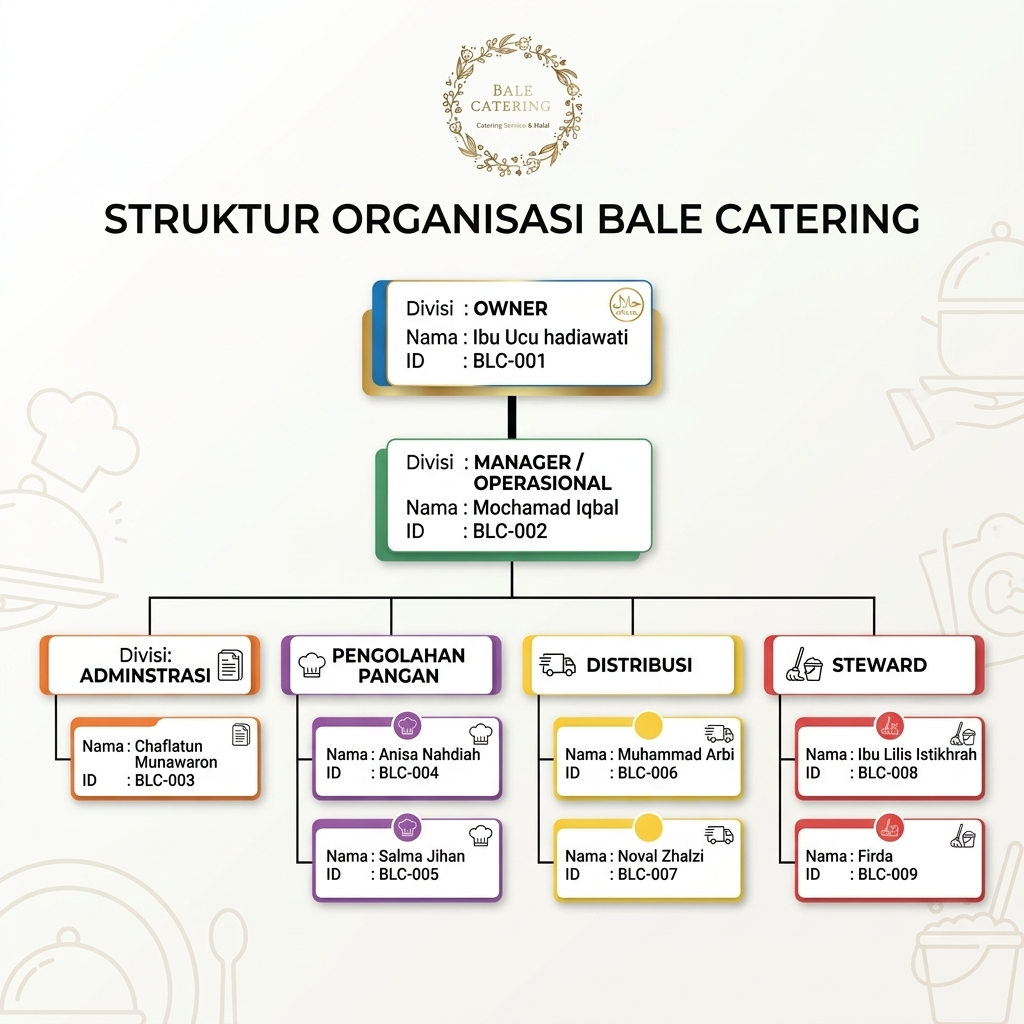 BALE
CATERING
Catering Service & Halal
STRUKTUR ORGANISASI BALE CATERING
Divisi : OWNER
Nama : Ibu Ucu hadiawati
ID : BLC-001
حلال
Divisi : MANAGER /
OPERASIONAL
Nama : Mochamad Iqbal
ID : BLC-002
Divisi:
ADMINSTRASI
Nama : Chaflatun
Munawaron
ID : BLC-003
PENGOLAHAN
PANGAN
Nama : Anisa Nahdiah
ID : BLC-004
Nama : Salma Jihan
ID : BLC-005
DISTRIBUSI
Nama : Muhammad Arbi
ID : BLC-006
Nama : Noval Zhalzi
ID : BLC-007
STEWARD
Nama : Ibu Lilis Istikhrah
ID : BLC-008
Nama : Firda
ID : BLC-009